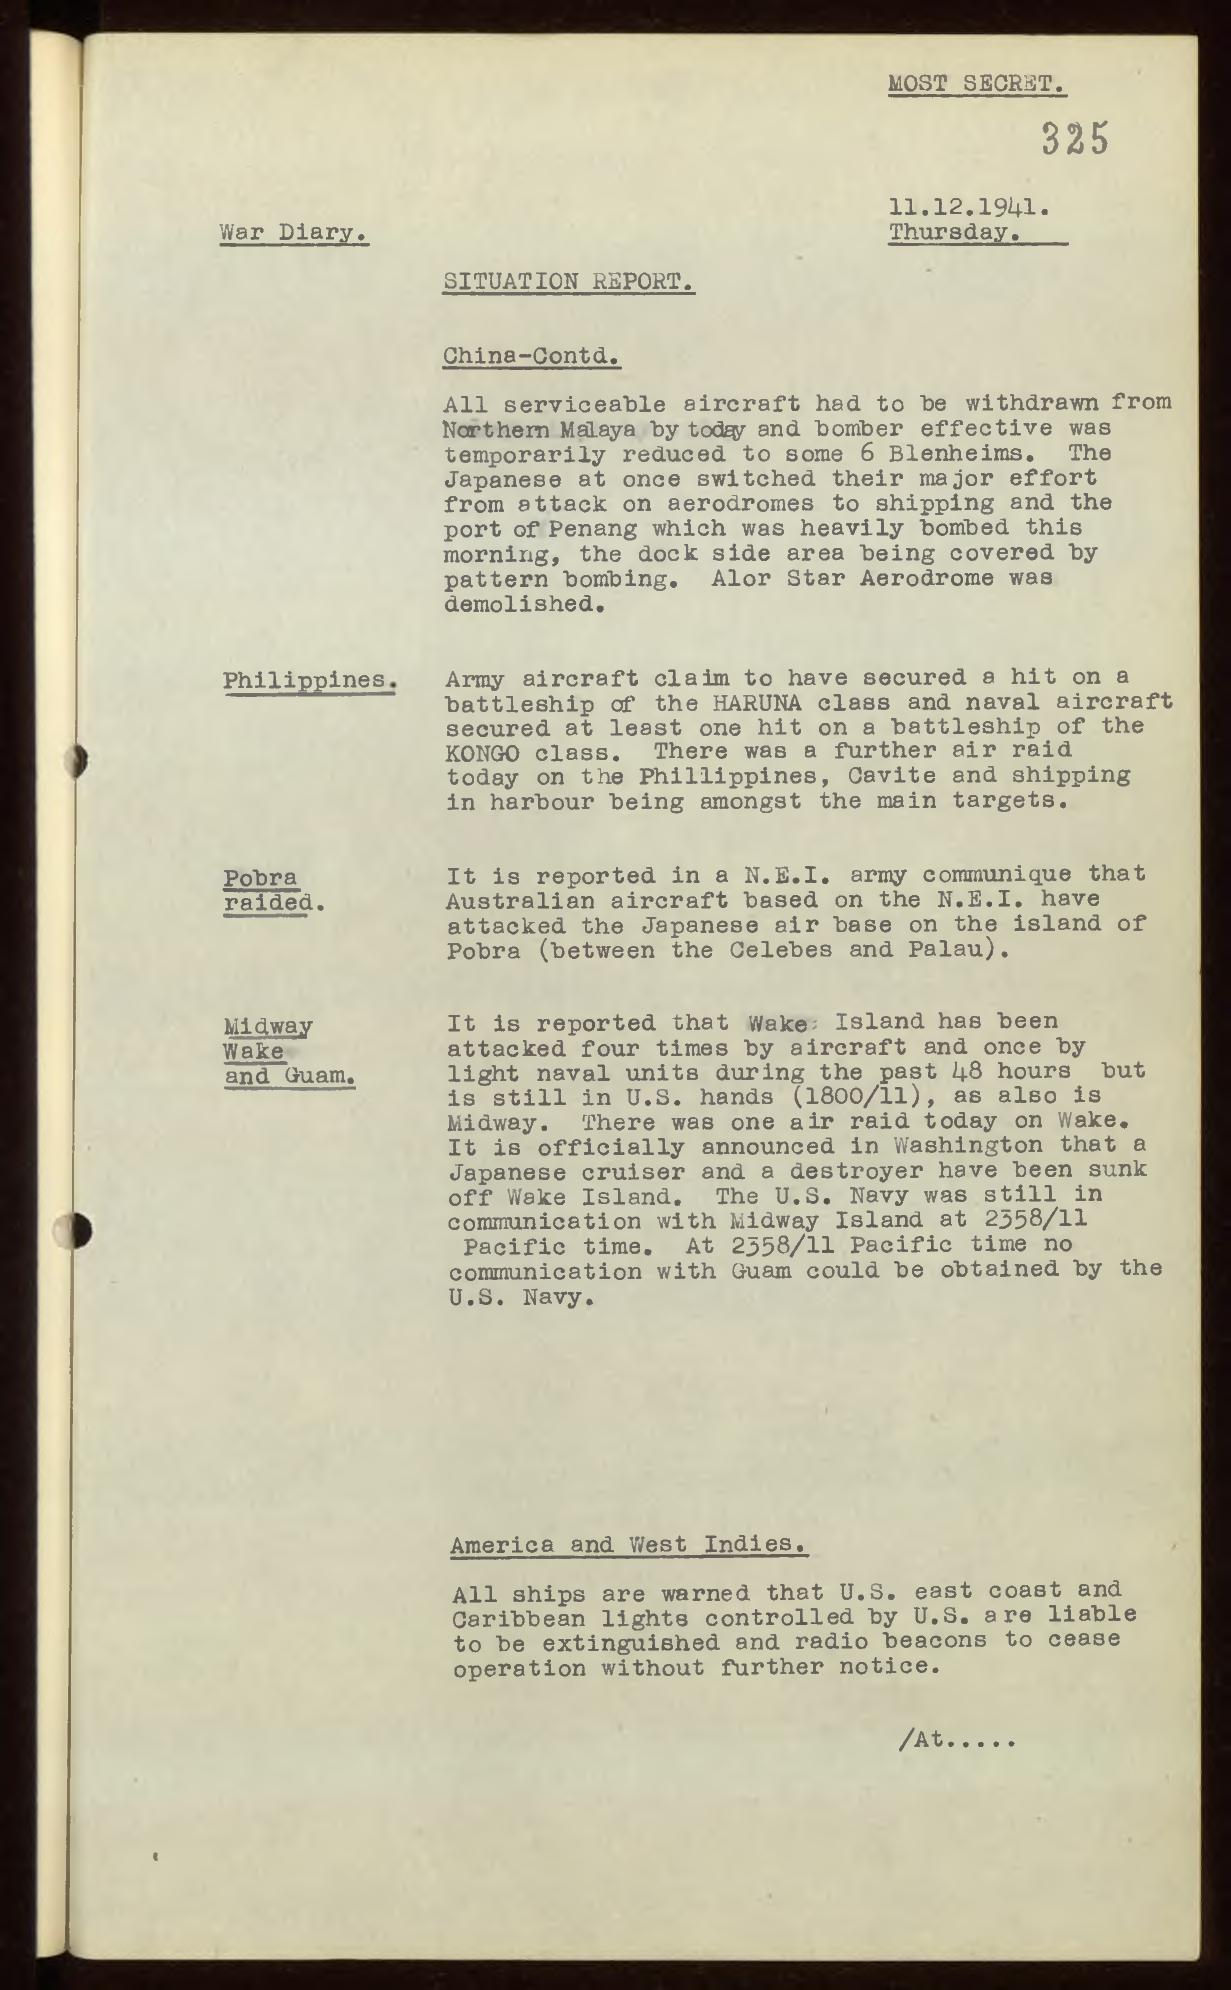 MOST SECRET.
325
11.12.1941.
War Diary.
Thursday.
SITUATION REPORT.
China-Contd.
All serviceable aircraft had to be withdrawn from
Northern Malaya by today and bomber effective was
temporarily reduced to some 6 Blenheims. The
Japanese at once switched their major effort
from attack on aerodromes to shipping and the
port of Penang which was heavily bombed this
morning, the dock side area being covered by
pattern bombing. Alor Star Aerodrome was
demolished.
Philippines.
Army aircraft claim to have secured a hit on a
battleship of the HARUNA class and naval aircraft
secured at least one hit on a battleship of the
KONGO class. There was a further air raid
today on the Phillippines, Cavite and shipping
in harbour being amongst the main targets.
Pobra
raided.
It is reported in a N.E.I. army communique that
Australian aircraft based on the N.E.I. have
attacked the Japanese air base on the island of
Pobra (between the Celebes and Palau).
Midway
Wake
and Guam.
It is reported that Wake Island has been
attacked four times by aircraft and once by
light naval units during the past 48 hours but
is still in U.S. hands (1800/11), as also is
Midway. There was one air raid today on Wake.
It is officially announced in Washington that a
Japanese cruiser and a destroyer have been sunk
off Wake Island. The U.S. Navy was still in
communication with Midway Island at 2358/11
Pacific time. At 2358/11 Pacific time no
communication with Guam could be obtained by the
U.S. Navy.
America and West Indies.
All ships are warned that U.S. east coast and
Caribbean lights controlled by U.S. are liable
to be extinguished and radio beacons to cease
operation without further notice.
/At.....